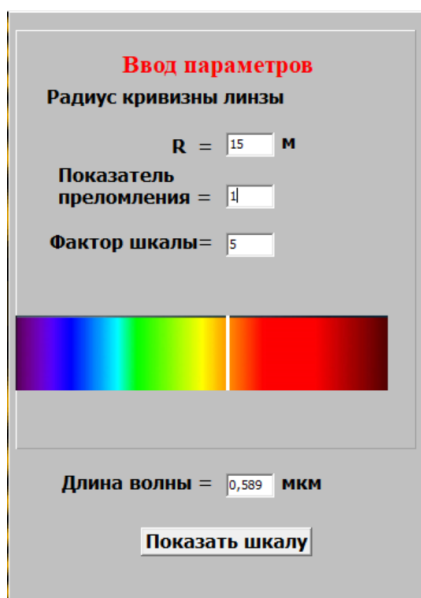 Ввод параметров
Радиус кривизны линзы
R = 15 м
Показатель
преломления = 1
Фактор шкалы= 5
Длина волны = 0,589 мкм
Показать шкалу